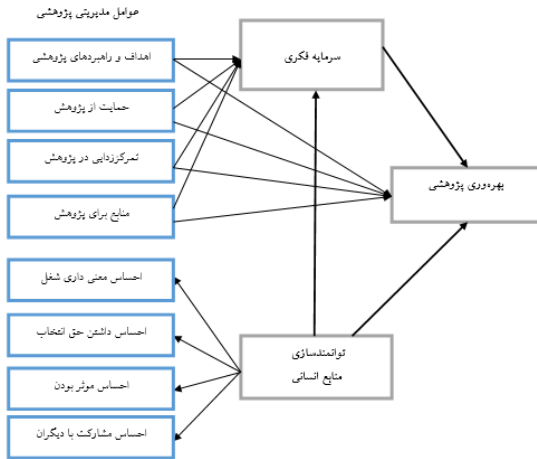 عوامل مدیریتی پژوهشی
اهداف و راهبردهای پژوهشی
حمایت از پژوهش
تمرکززدایی در پژوهش
منابع برای پژوهش
سرمایه فکری
بهره‌وری پژوهشی
احساس معنی داری شغل
احساس داشتن حق انتخاب
احساس موثر بودن
احساس مشارکت با دیگران
توانمندسازی
منابع انسانی